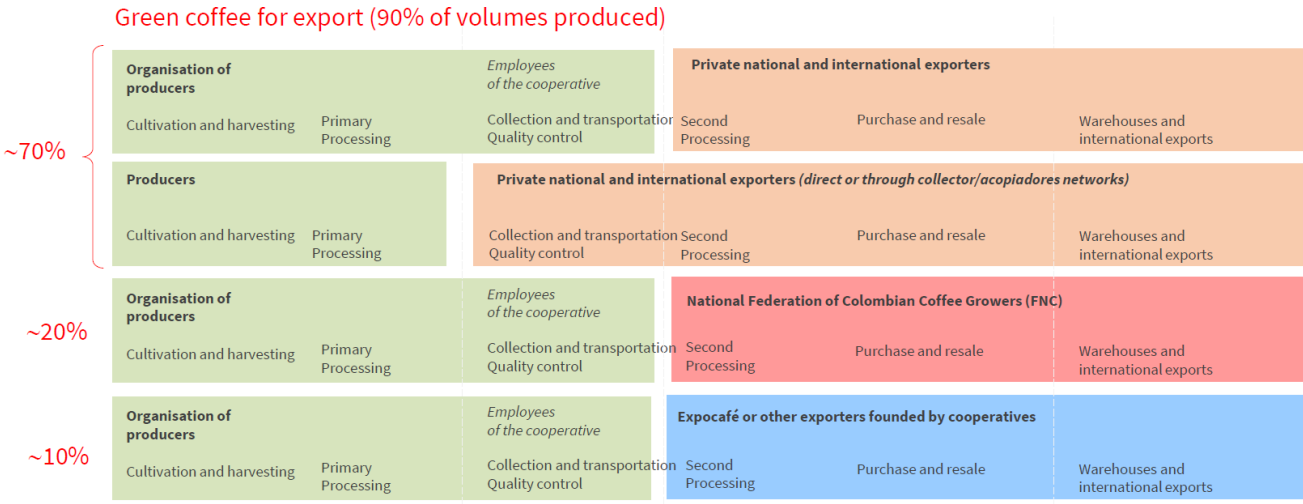 Green coffee for export (90% of volumes produced)
~70%
Organisation of
producers
Employees
of the cooperative
Cultivation and harvesting
Primary
Processing
Collection and transportation
Quality control
Private national and international exporters
Second
Processing
Purchase and resale
Warehouses and
international exports
Producers
Cultivation and harvesting
Primary
Processing
Private national and international exporters (direct or through collector/acopiadores networks)
Collection and transportation
Quality control
Second
Processing
Purchase and resale
Warehouses and
international exports
~20%
Organisation of
producers
Employees
of the cooperative
Cultivation and harvesting
Primary
Processing
Collection and transportation
Quality control
National Federation of Colombian Coffee Growers (FNC)
Second
Processing
Purchase and resale
Warehouses and
international exports
~10%
Organisation of
producers
Employees
of the cooperative
Cultivation and harvesting
Primary
Processing
Collection and transportation
Quality control
Expocafé or other exporters founded by cooperatives
Second
Processing
Purchase and resale
Warehouses and
international exports